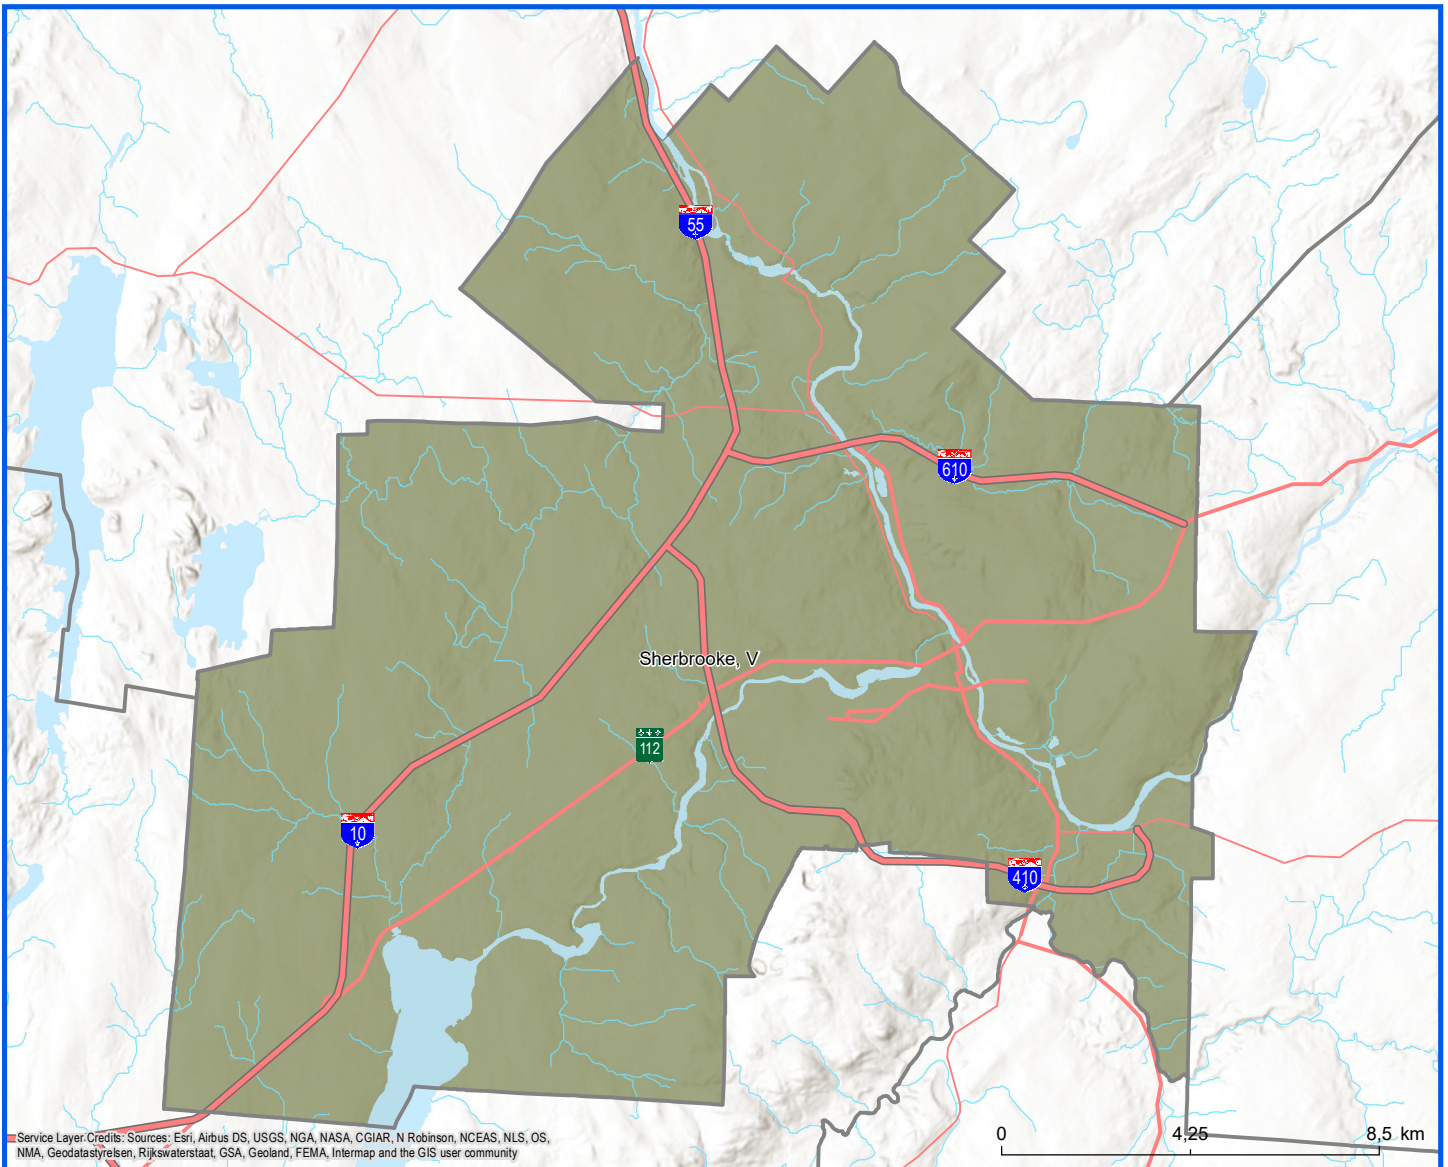 55
610
Sherbrooke, V
112
10
410
0 4,25 8,5 km
Service Layer Credits: Sources: Esri, Airbus DS, USGS, NGA, NASA, CGIAR, N Robinson, NCEAS, NLS, OS,
NMA, Geodatastyrelsen, Rijkswaterstaat, GSA, Geoland, FEMA, Intermap and the GIS user community